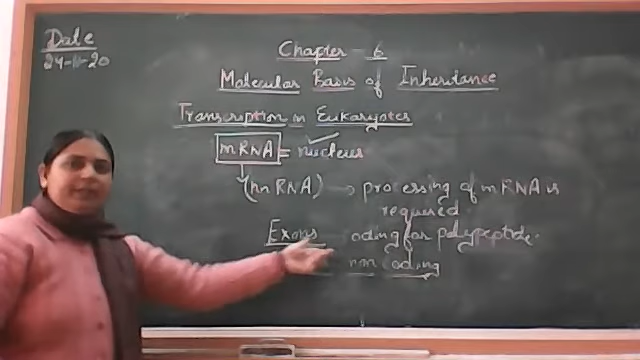 Date
24-11-20
Chapter - 6
Molecular Basis of Inheritance
Transcription in Eukaryotes
mRNA = nucleus
(hnRNA) → processing of mRNA is
required.
Exons oding for polypeptide.
non coding